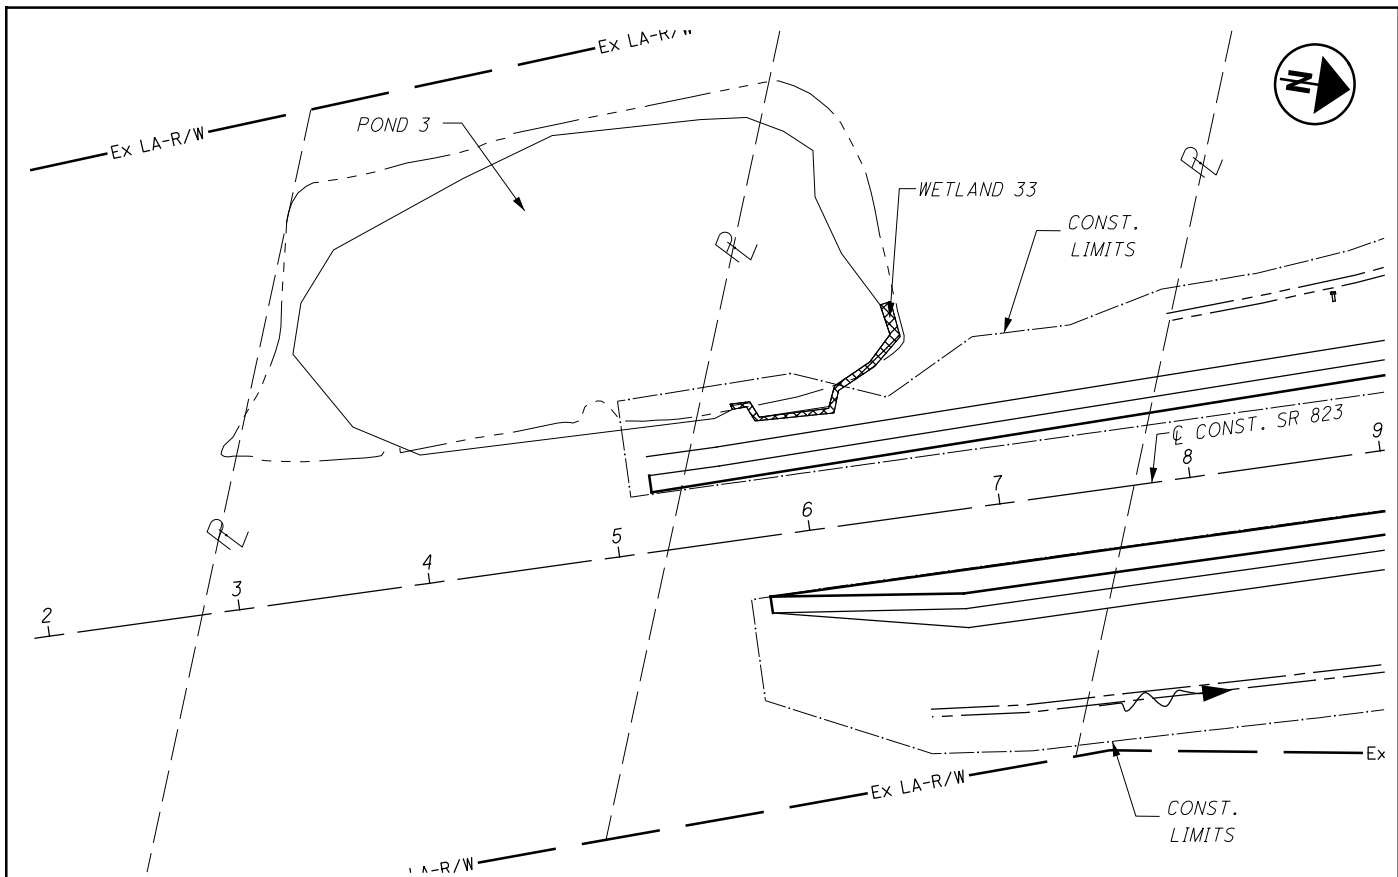 Ex LA-R/W
Ex LA-R/W
POND 3
N
WETLAND 33
CONST.
LIMITS
PL
PL
PL
℄ CONST. SR 823
2
3
4
5
6
7
8
9
Ex LA-R/W
Ex
LA-R/W
CONST.
LIMITS